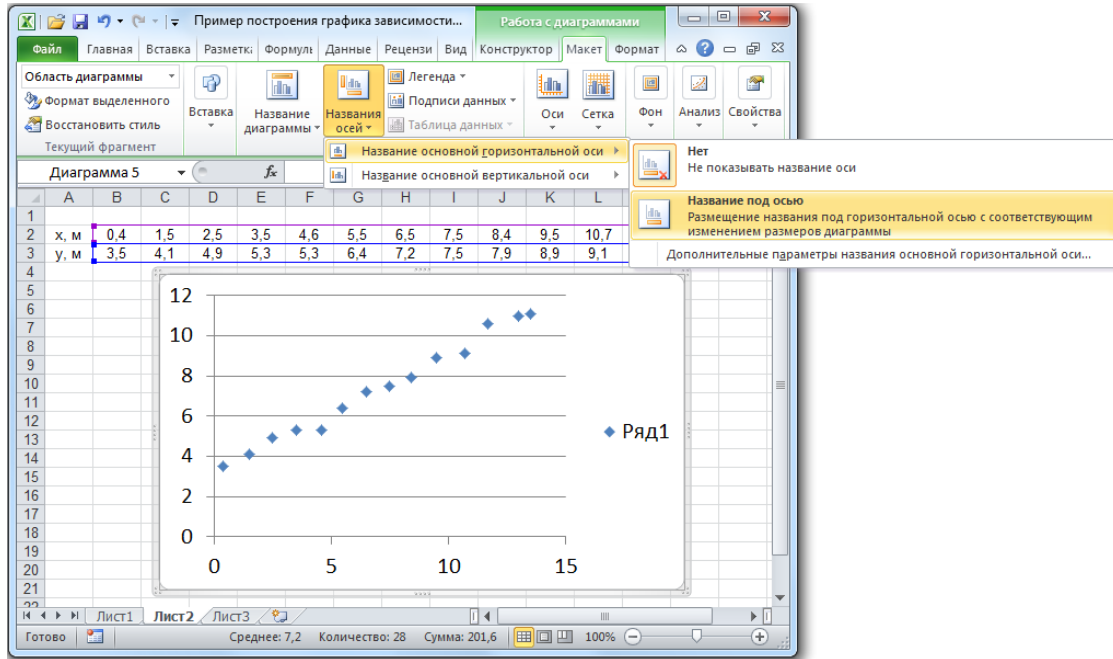 Пример построения графика зависимости... Работа с диаграммами
Файл Главная Вставка Разметка Формулы Данные Рецензи Вид Конструктор Макет Формат
Область диаграммы
Формат выделенного
Восстановить стиль
Текущий фрагмент
Вставка
Название
диаграммы
Названия
осей
Легенда
Подписи данных
Таблица данных
Оси
Сетка
Фон
Анализ
Свойства
Название основной горизонтальной оси
Название основной вертикальной оси
Нет
Не показывать название оси
Название под осью
Размещение названия под горизонтальной осью с соответствующим
изменением размеров диаграммы
Дополнительные параметры названия основной горизонтальной оси...
Диаграмма 5 fx
A B C D E F G H I J K L
1
2 х, м 0,4 1,5 2,5 3,5 4,6 5,5 6,5 7,5 8,4 9,5 10,7
3 у, м 3,5 4,1 4,9 5,3 5,3 6,4 7,2 7,5 7,9 8,9 9,1
4
5
6
7
8
9
10
11
12
13
14
15
16
17
18
19
20
21
22
12
10
8
6
4
2
0
0 5 10 15
Ряд1
Лист1 Лист2 Лист3
Готово Среднее: 7,2 Количество: 28 Сумма: 201,6 100%